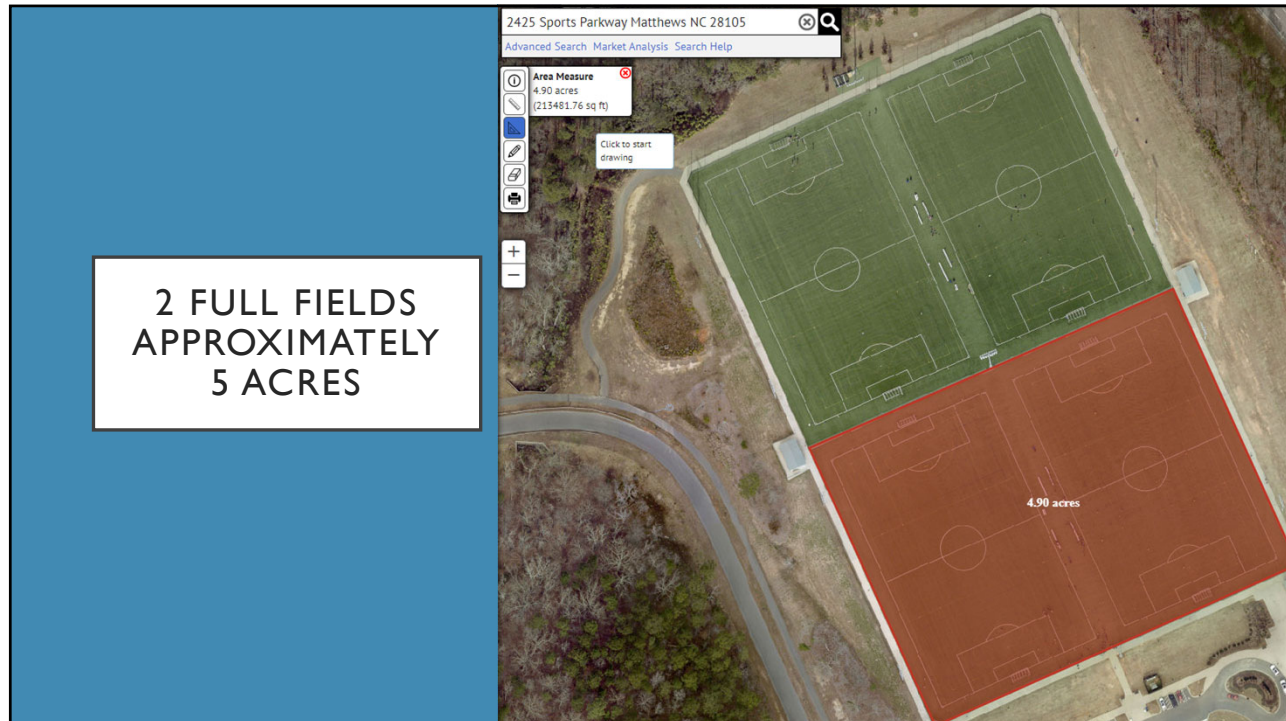 2 FULL FIELDS
APPROXIMATELY
5 ACRES
2425 Sports Parkway Matthews NC 28105
Advanced Search Market Analysis Search Help
Area Measure
4.90 acres
(213481.76 sq ft)
Click to start
drawing
+
−
4.90 acres